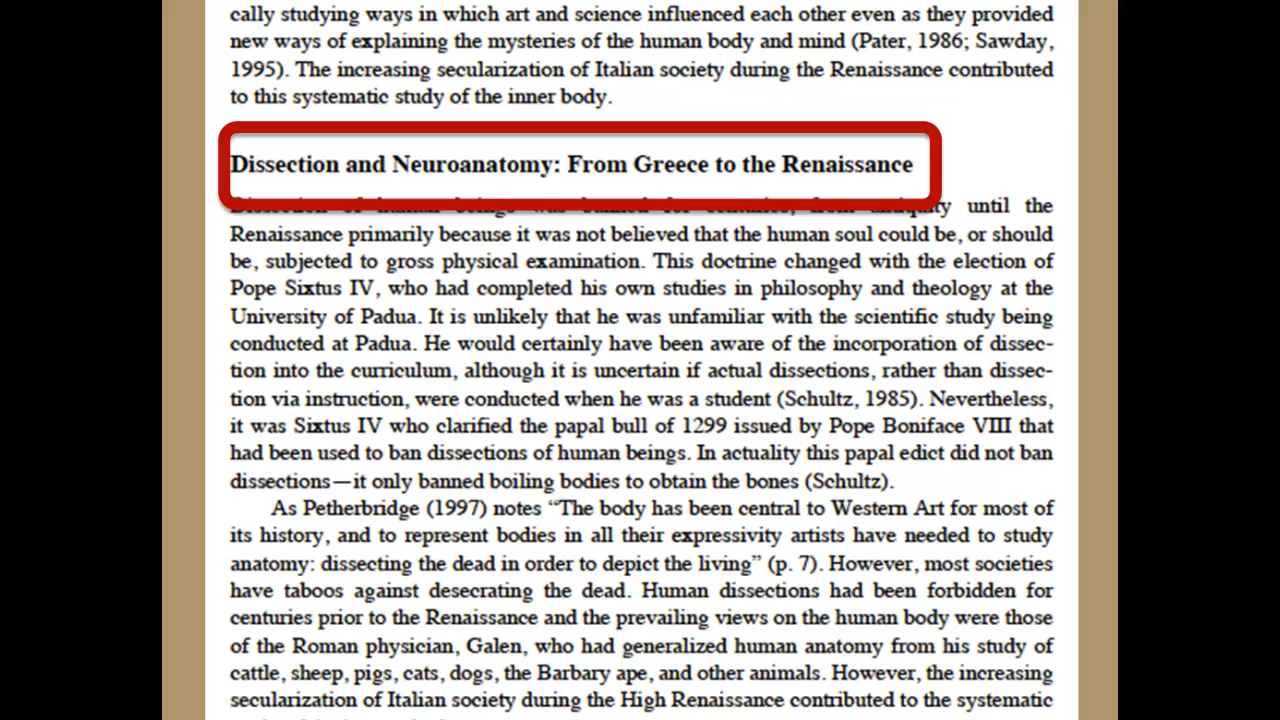 cally studying ways in which art and science influenced each other even as they provided
new ways of explaining the mysteries of the human body and mind (Pater, 1986; Sawday,
1995). The increasing secularization of Italian society during the Renaissance contributed
to this systematic study of the inner body.
Dissection and Neuroanatomy: From Greece to the Renaissance
Dissection of human beings was banned for centuries, from antiquity until the
Renaissance primarily because it was not believed that the human soul could be, or should
be, subjected to gross physical examination. This doctrine changed with the election of
Pope Sixtus IV, who had completed his own studies in philosophy and theology at the
University of Padua. It is unlikely that he was unfamiliar with the scientific study being
conducted at Padua. He would certainly have been aware of the incorporation of dissec-
tion into the curriculum, although it is uncertain if actual dissections, rather than dissec-
tion via instruction, were conducted when he was a student (Schultz, 1985). Nevertheless,
it was Sixtus IV who clarified the papal bull of 1299 issued by Pope Boniface VIII that
had been used to ban dissections of human beings. In actuality this papal edict did not ban
dissections—it only banned boiling bodies to obtain the bones (Schultz).
As Petherbridge (1997) notes “The body has been central to Western Art for most of
its history, and to represent bodies in all their expressivity artists have needed to study
anatomy: dissecting the dead in order to depict the living” (p. 7). However, most societies
have taboos against desecrating the dead. Human dissections had been forbidden for
centuries prior to the Renaissance and the prevailing views on the human body were those
of the Roman physician, Galen, who had generalized human anatomy from his study of
cattle, sheep, pigs, cats, dogs, the Barbary ape, and other animals. However, the increasing
secularization of Italian society during the High Renaissance contributed to the systematic